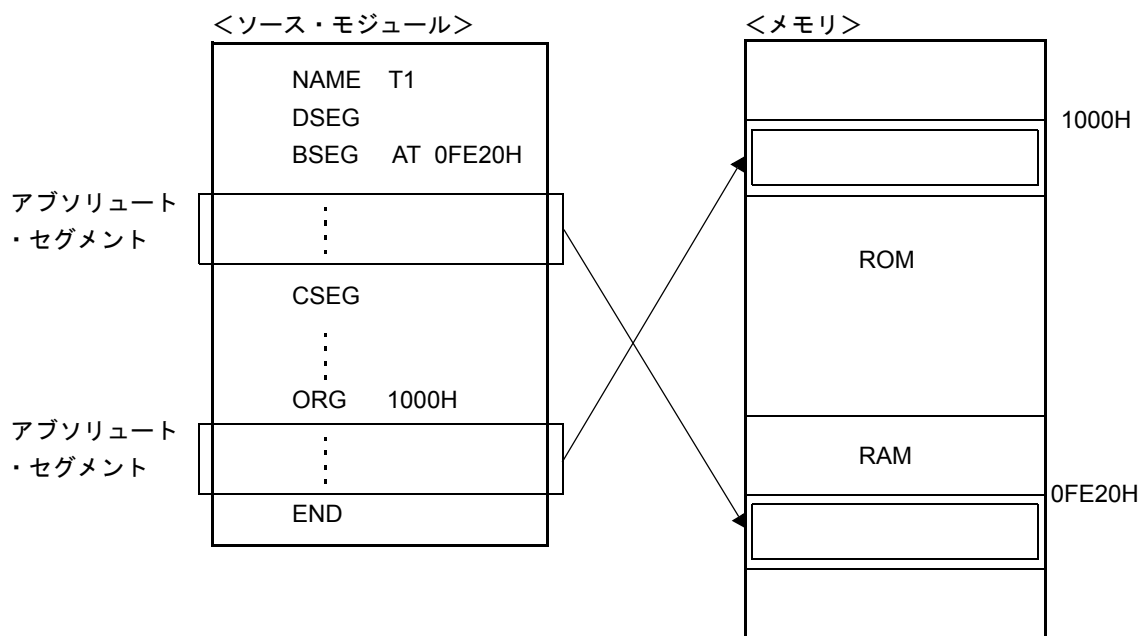 ＜ソース・モジュール＞
NAME T1
DSEG
BSEG AT 0FE20H
アブソリュート
・セグメント
CSEG
ORG 1000H
アブソリュート
・セグメント
END
＜メモリ＞
1000H
ROM
RAM
0FE20H